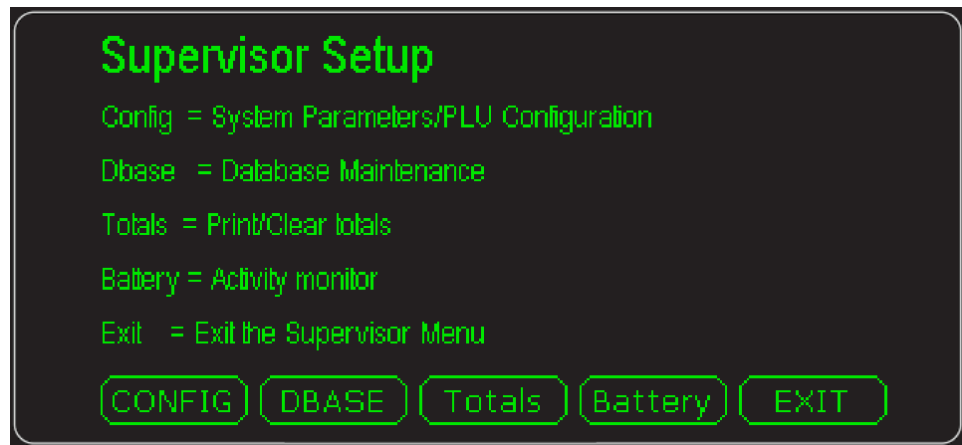 Supervisor Setup
Config = System Parameters/PLU Configuration
Dbase = Database Maintenance
Totals = Print/Clear totals
Battery = Activity monitor
Exit = Exit the Supervisor Menu
CONFIG DBASE Totals Battery EXIT